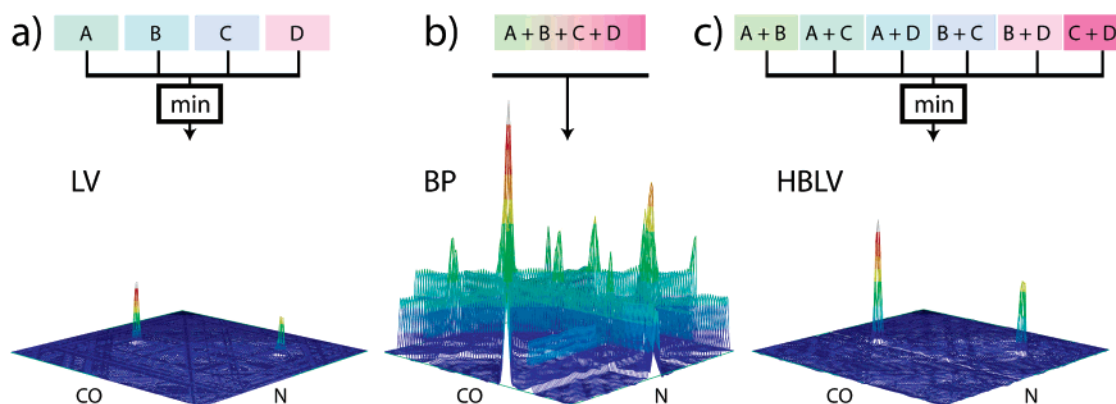 a)
A B C D
min
LV
CO N
b)
A + B + C + D
BP
CO N
c)
A + B A + C A + D B + C B + D C + D
min
HBLV
CO N